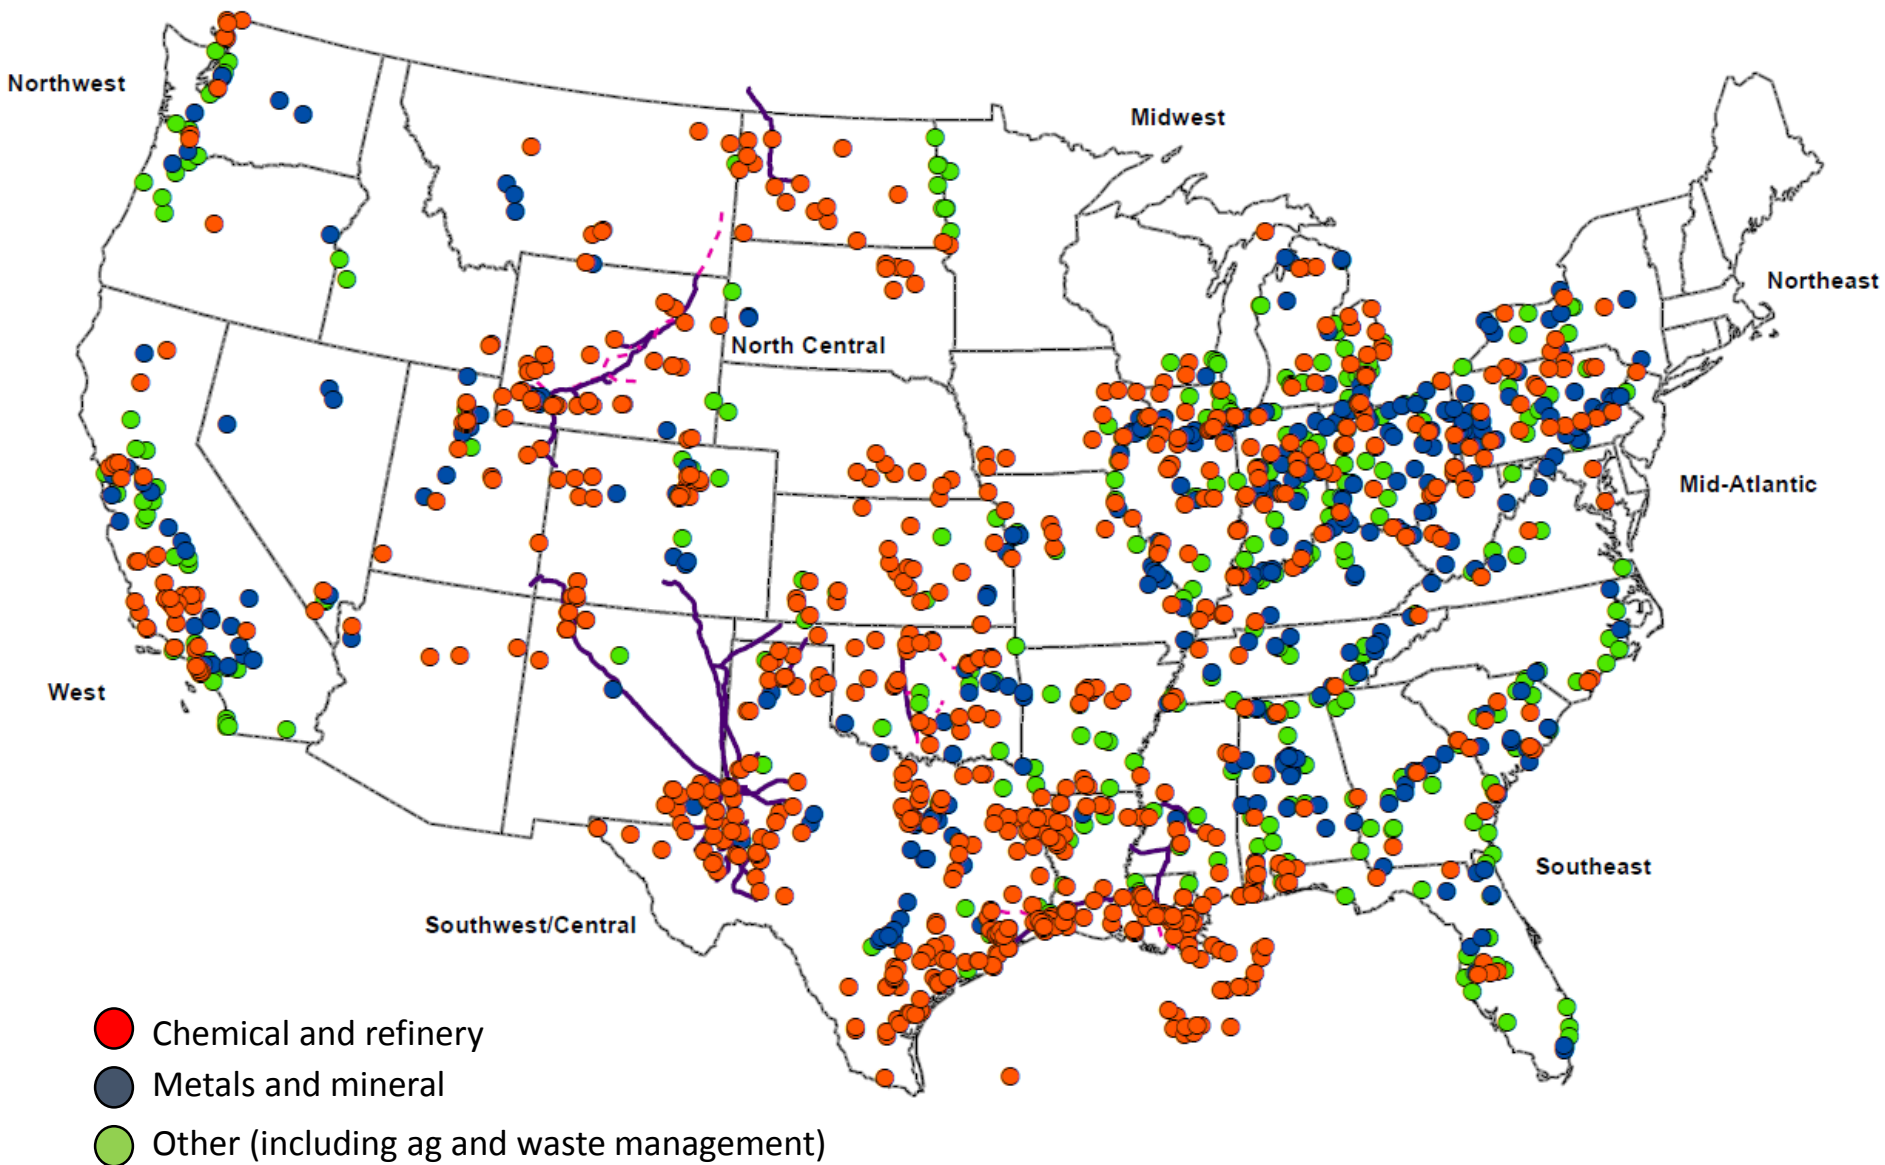 Northwest
Midwest
Northeast
North Central
Mid-Atlantic
West
Southeast
Southwest/Central
Chemical and refinery
Metals and mineral
Other (including ag and waste management)